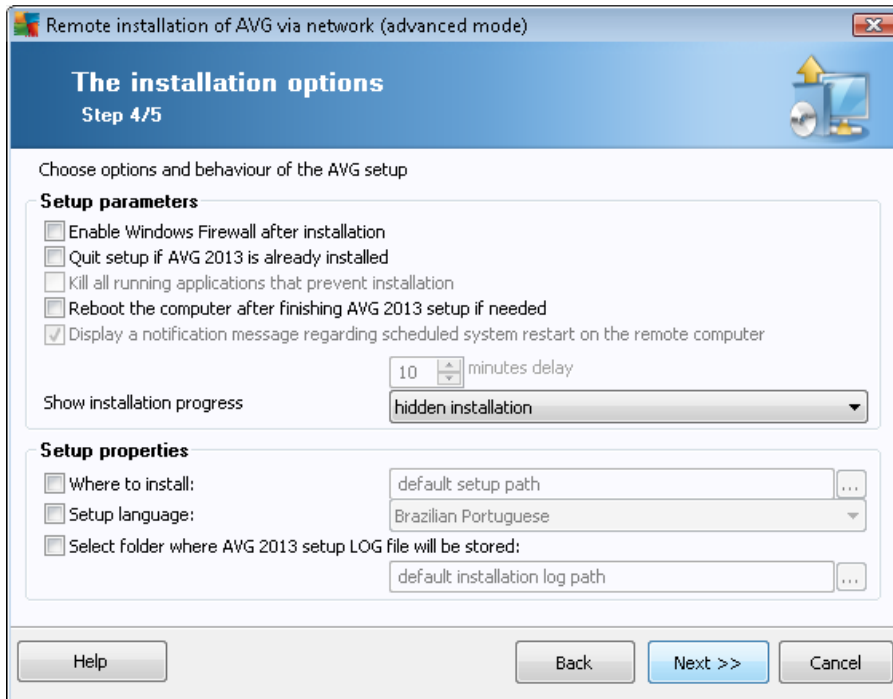 Remote installation of AVG via network (advanced mode)
The installation options
Step 4/5
Choose options and behaviour of the AVG setup
Setup parameters
Enable Windows Firewall after installation
Quit setup if AVG 2013 is already installed
Kill all running applications that prevent installation
Reboot the computer after finishing AVG 2013 setup if needed
Display a notification message regarding scheduled system restart on the remote computer
10 minutes delay
Show installation progress hidden installation
Setup properties
Where to install: default setup path ...
Setup language: Brazilian Portuguese
Select folder where AVG 2013 setup LOG file will be stored:
default installation log path ...
Help Back Next >> Cancel